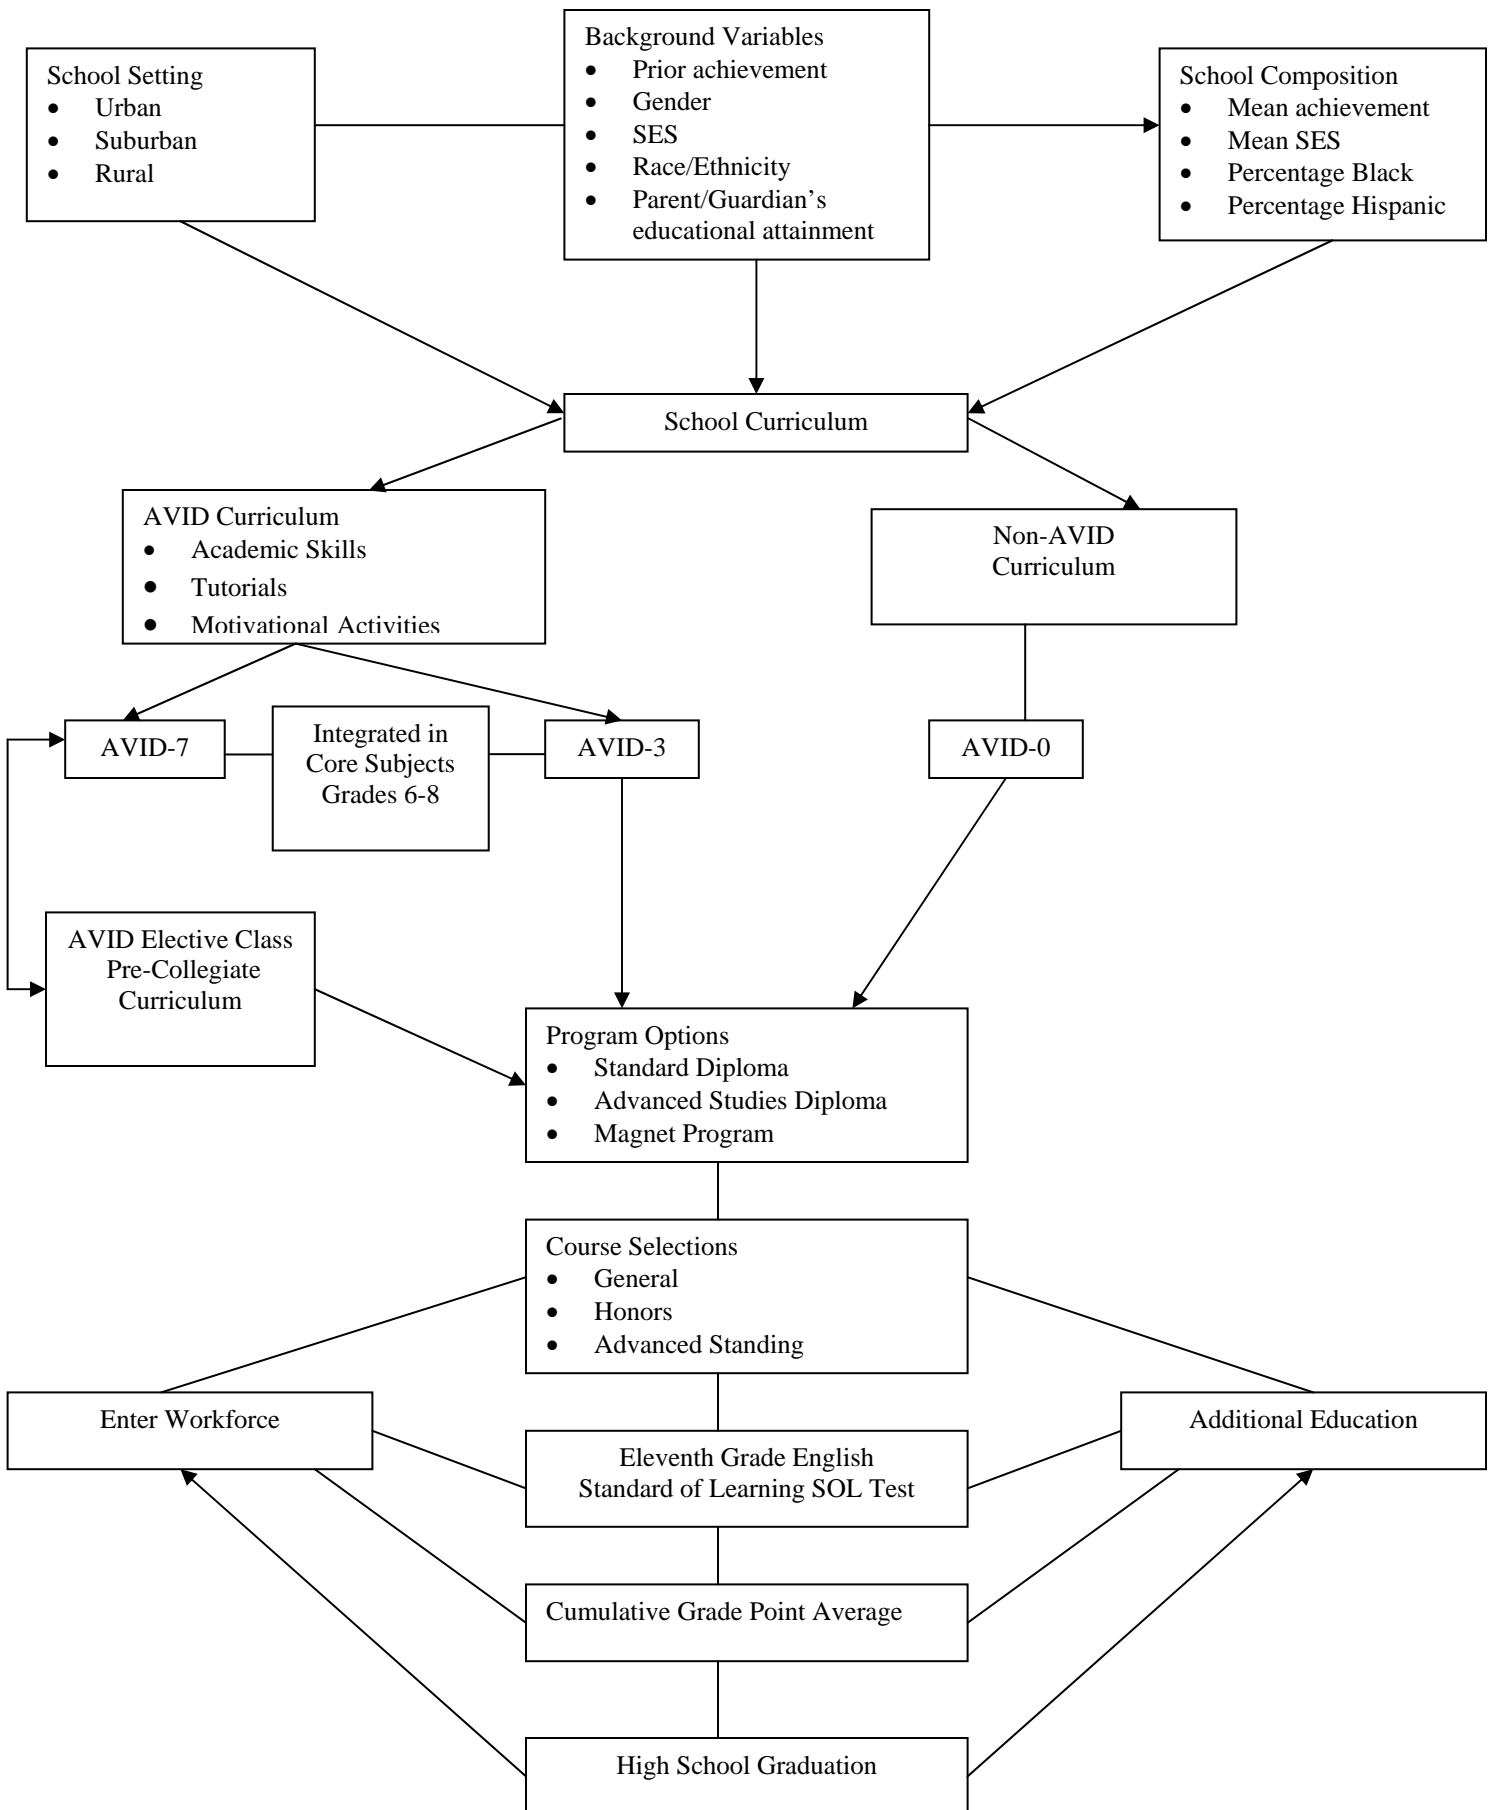 School Setting
• Urban
• Suburban
• Rural
Background Variables
• Prior achievement
• Gender
• SES
• Race/Ethnicity
• Parent/Guardian’s
educational attainment
School Composition
• Mean achievement
• Mean SES
• Percentage Black
• Percentage Hispanic
School Curriculum
AVID Curriculum
• Academic Skills
• Tutorials
• Motivational Activities
Non-AVID
Curriculum
AVID-7
Integrated in
Core Subjects
Grades 6-8
AVID-3
AVID-0
AVID Elective Class
Pre-Collegiate
Curriculum
Program Options
• Standard Diploma
• Advanced Studies Diploma
• Magnet Program
Course Selections
• General
• Honors
• Advanced Standing
Enter Workforce
Additional Education
Eleventh Grade English
Standard of Learning SOL Test
Cumulative Grade Point Average
High School Graduation